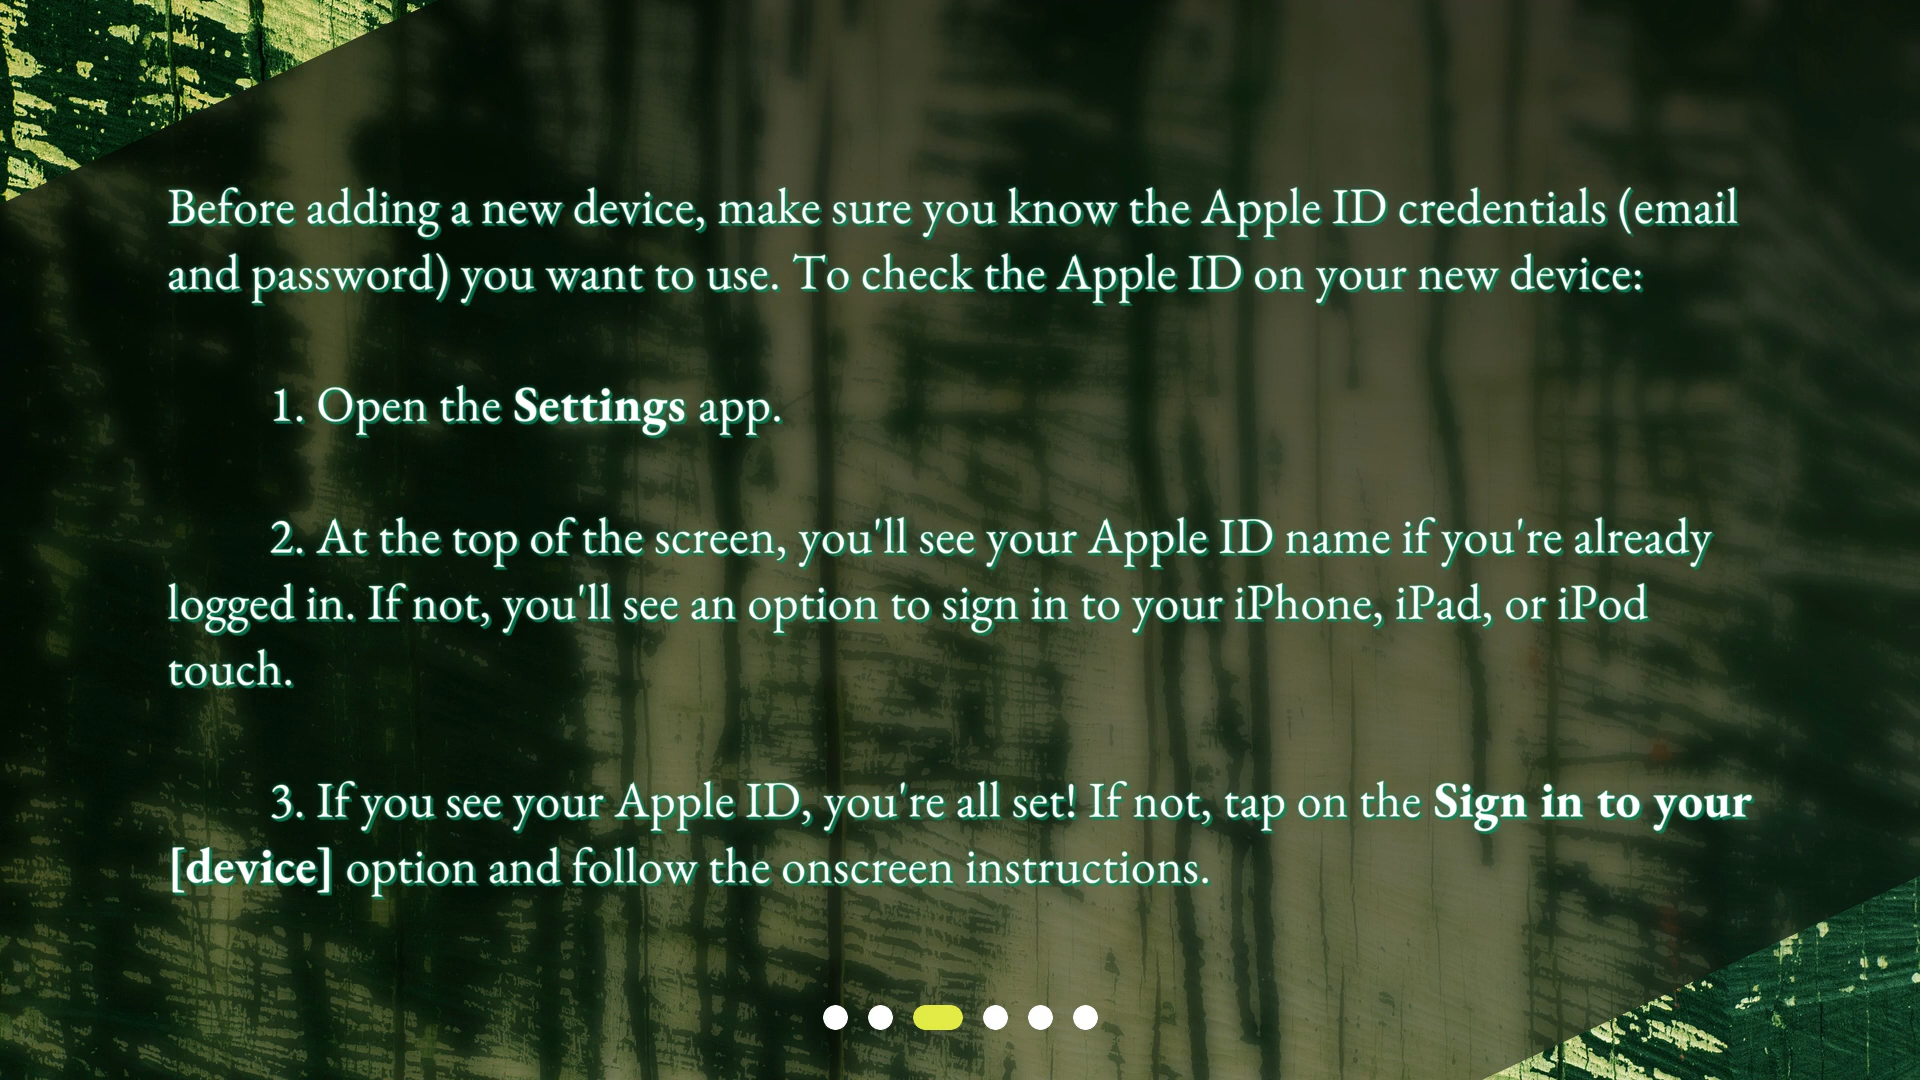 Before adding a new device, make sure you know the Apple ID credentials (email
and password) you want to use. To check the Apple ID on your new device:
1. Open the Settings app.
2. At the top of the screen, you'll see your Apple ID name if you're already
logged in. If not, you'll see an option to sign in to your iPhone, iPad, or iPod
touch.
3. If you see your Apple ID, you're all set! If not, tap on the Sign in to your
[device] option and follow the onscreen instructions.